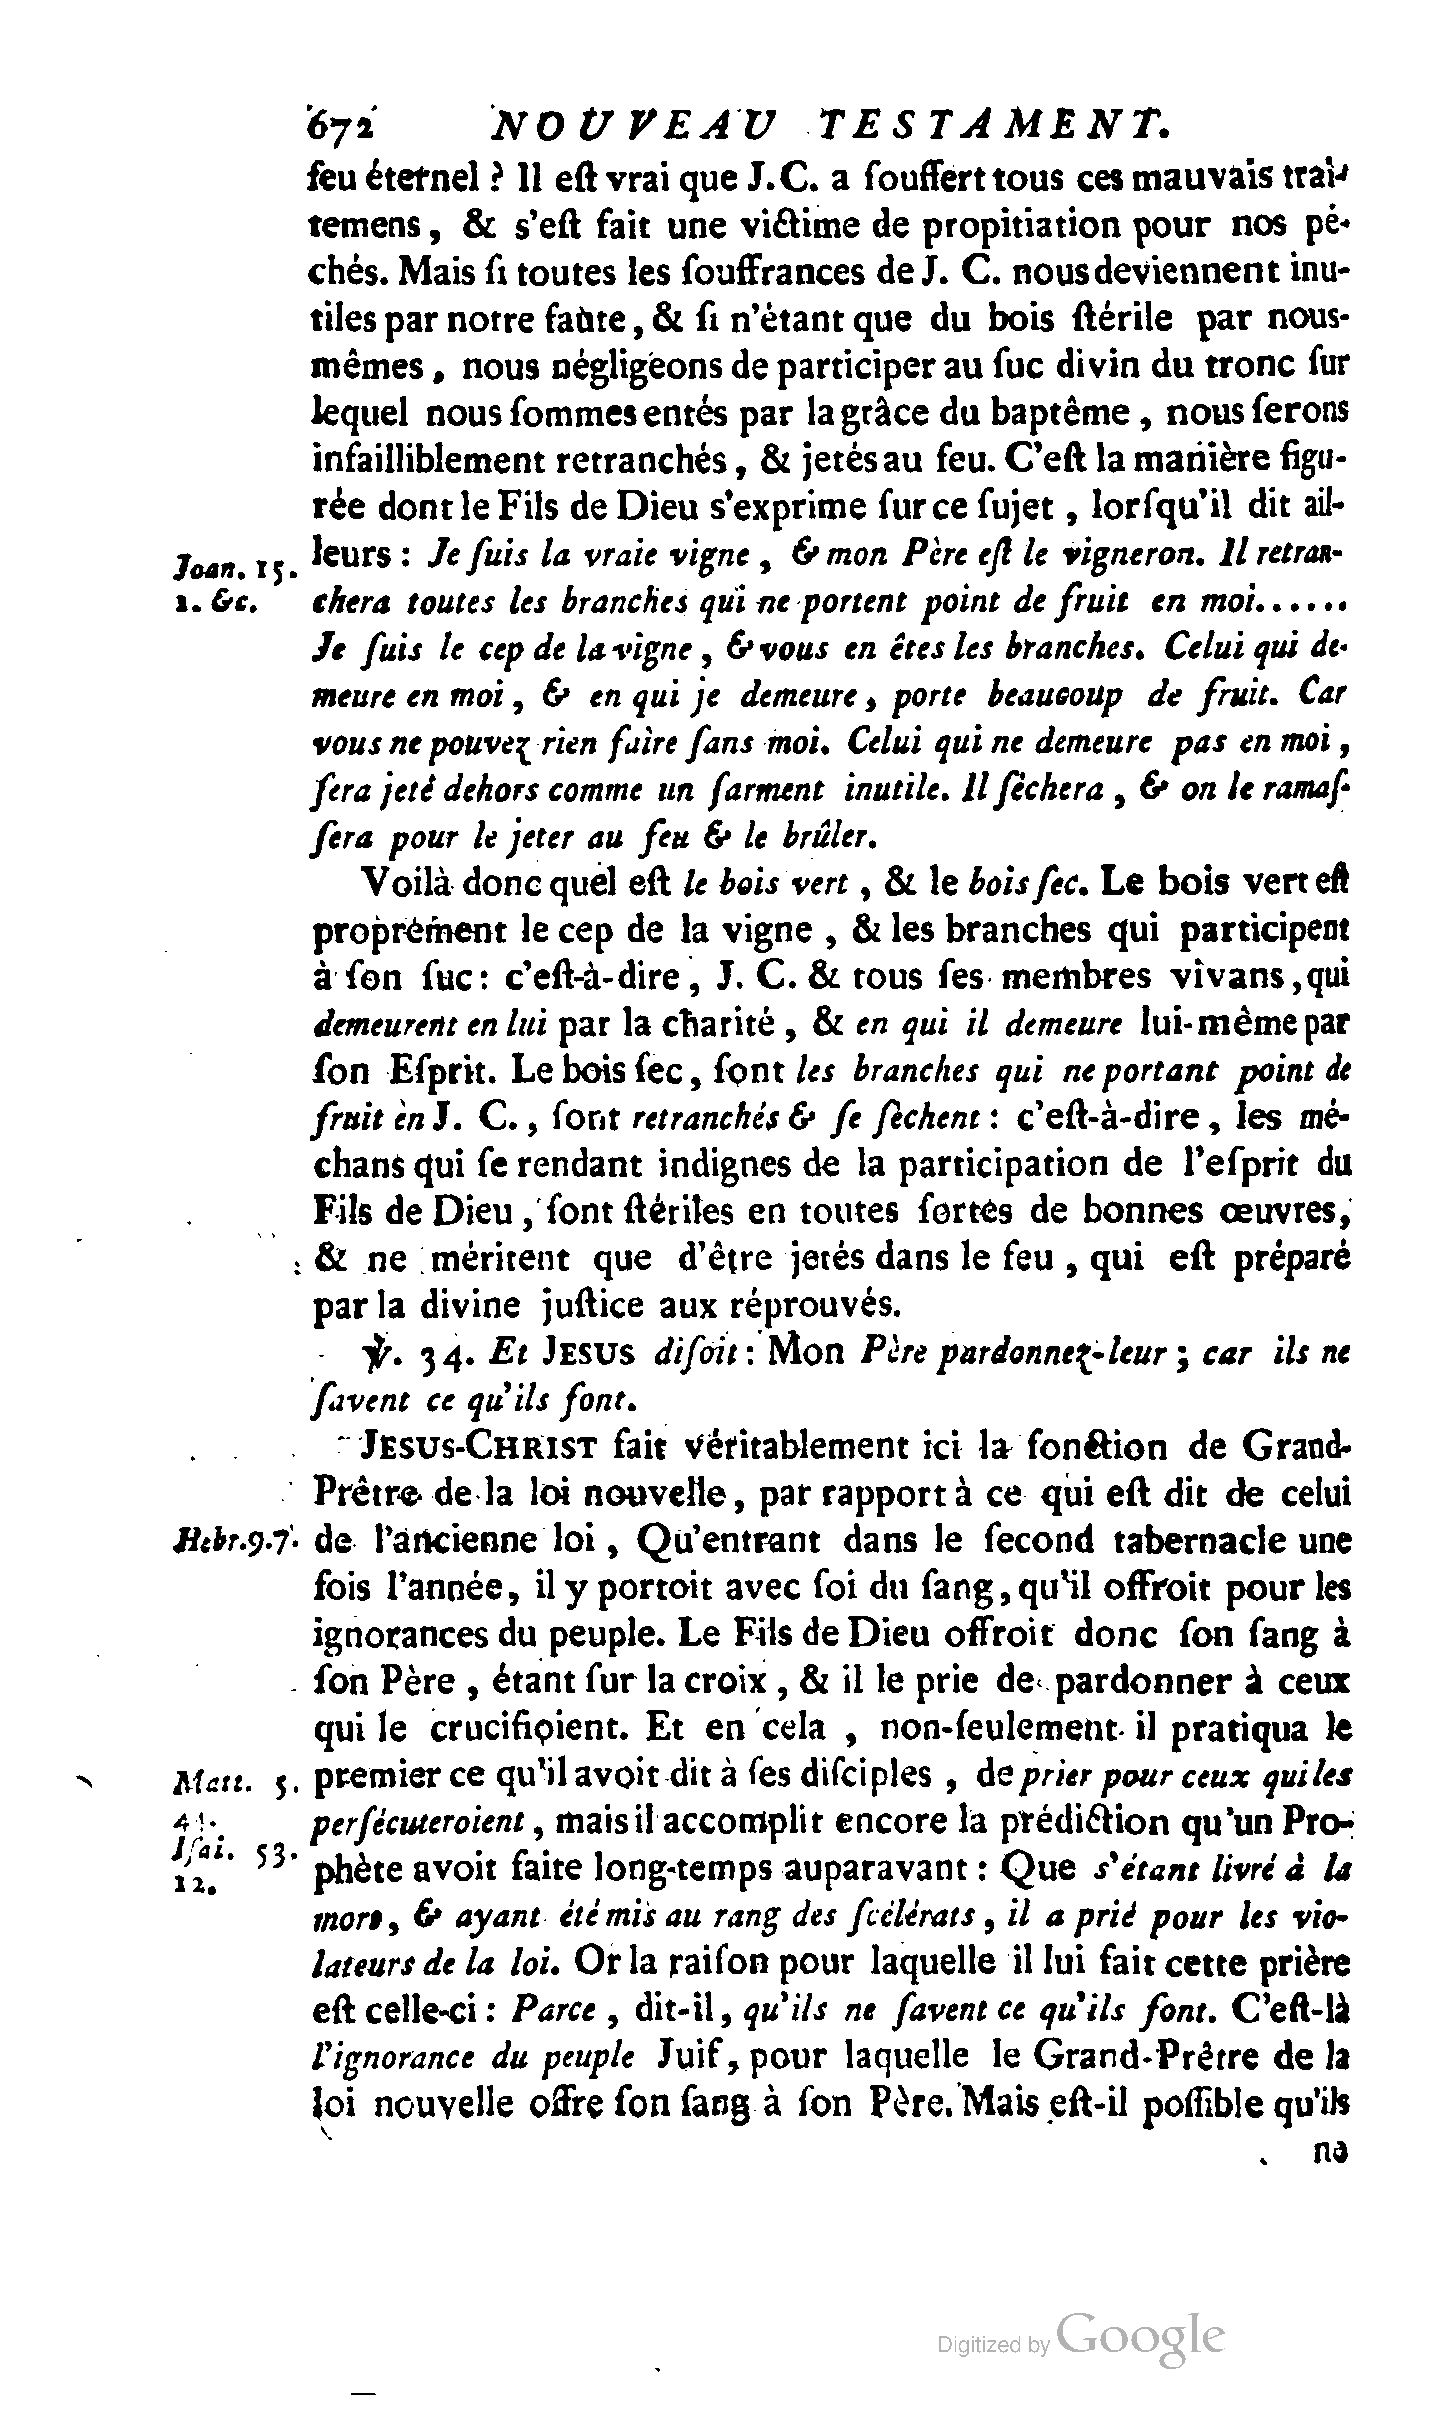 672 NOUVEAU TESTAMENT.
feu éternel ? Il eſt vrai que J. C. a ſouffert tous ces mauvais trai-
temens, & s'eſt fait une victime de propitiation pour nos pé-
chés. Mais ſi toutes les ſouffrances de J. C. nous deviennent inu-
tiles par notre faute, & ſi n'étant que du bois ſtérile par nous-
mêmes, nous négligeons de participer au ſuc divin du tronc ſur
lequel nous ſommes entés par la grâce du baptême, nous ſerons
infailliblement retranchés, & jetés au feu. C'eſt la manière figu-
rée dont le Fils de Dieu s'exprime ſur ce ſujet, lorſqu'il dit ail-
Joan. 15. leurs : Je ſuis la vraie vigne, & mon Père eſt le vigneron. Il retran-
1. &c. chera toutes les branches qui ne portent point de fruit en moi......
Je ſuis le cep de la vigne, & vous en êtes les branches. Celui qui de-
meure en moi, & en qui je demeure, porte beaucoup de fruit. Car
vous ne pouvez rien faire ſans moi. Celui qui ne demeure pas en moi,
ſera jeté dehors comme un ſarment inutile. Il ſèchera, & on le ramaſ-
ſera pour le jeter au feu & le brûler.
Voilà donc quel eſt le bois vert, & le bois ſec. Le bois vert eſt
proprément le cep de la vigne, & les branches qui participent
à ſon ſuc : c'eſt-à-dire, J. C. & tous ſes membres vivans, qui
demeurent en lui par la charité, & en qui il demeure lui-même par
ſon Eſprit. Le bois ſec, ſont les branches qui ne portant point de
fruit en J. C., ſont retranchés & ſe ſèchent : c'eſt-à-dire, les mé-
chans qui ſe rendant indignes de la participation de l'eſprit du
Fils de Dieu, ſont ſtériles en toutes ſortes de bonnes œuvres,
& ne méritent que d'être jetés dans le feu, qui eſt préparé
par la divine juſtice aux réprouvés.
℣. 34. Et JESUS diſoit : Mon Père pardonnez-leur ; car ils ne
ſavent ce qu'ils font.
JESUS-CHRIST fait véritablement ici la fonction de Grand-
Prêtre de la loi nouvelle, par rapport à ce qui eſt dit de celui
Hebr. 9. 7. de l'ancienne loi, Qu'entrant dans le ſecond tabernacle une
fois l'année, il y portoit avec ſoi du ſang, qu'il offroit pour les
ignorances du peuple. Le Fils de Dieu offroit donc ſon ſang à
ſon Père, étant ſur la croix, & il le prie de pardonner à ceux
qui le crucifioient. Et en cela, non-ſeulement il pratiqua le
Matt. 5. premier ce qu'il avoit dit à ſes diſciples, de prier pour ceux qui les
44. perſécuteroient, mais il accomplit encore la prédiction qu'un Pro-
Iſai. 53. phète avoit faite long-temps auparavant : Que s'étant livré à la
12. mort, & ayant été mis au rang des ſcélérats, il a prié pour les vio-
lateurs de la loi. Or la raiſon pour laquelle il lui fait cette prière
eſt celle-ci : Parce, dit-il, qu'ils ne ſavent ce qu'ils font. C'eſt-là
l'ignorance du peuple Juif, pour laquelle le Grand-Prêtre de la
loi nouvelle offre ſon ſang à ſon Père. Mais eſt-il poſſible qu'ils
ne
Digitized by Google